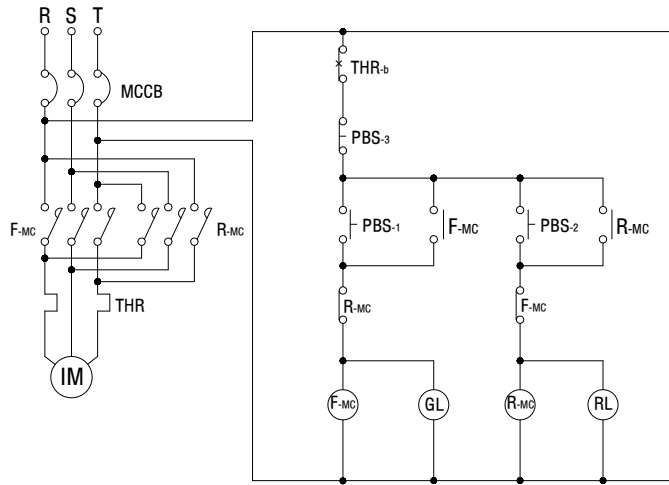 R S T
MCCB
THR-b
PBS-3
F-MC
R-MC
PBS-1
F-MC
PBS-2
R-MC
THR
R-MC
F-MC
IM
F-MC
GL
R-MC
RL